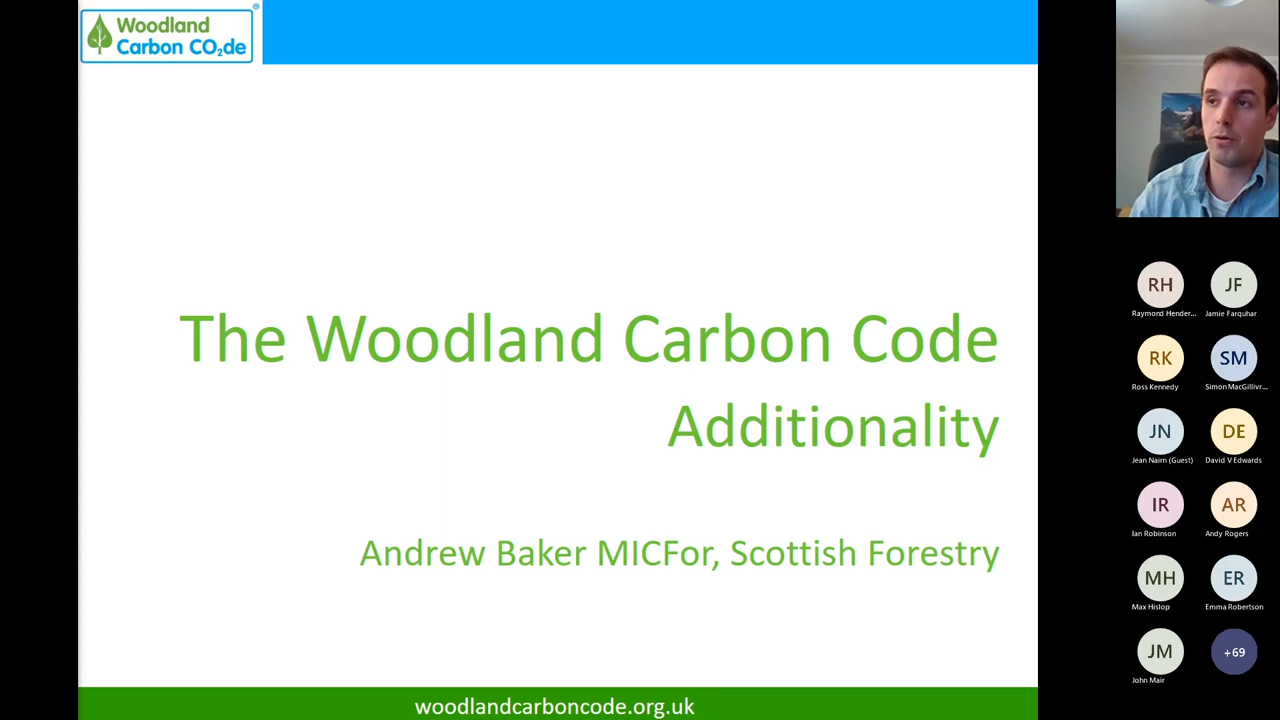 ®
Woodland
Carbon CO₂de
The Woodland Carbon Code
Additionality
Andrew Baker MICFor, Scottish Forestry
woodlandcarboncode.org.uk
RH
JF
Raymond Hender...
Jamie Farquhar
RK
SM
Ross Kennedy
Simon MacGillivr...
JN
DE
Jean Nairn (Guest)
David V Edwards
IR
AR
Ian Robinson
Andy Rogers
MH
ER
Max Hislop
Emma Robertson
JM
+69
John Mair